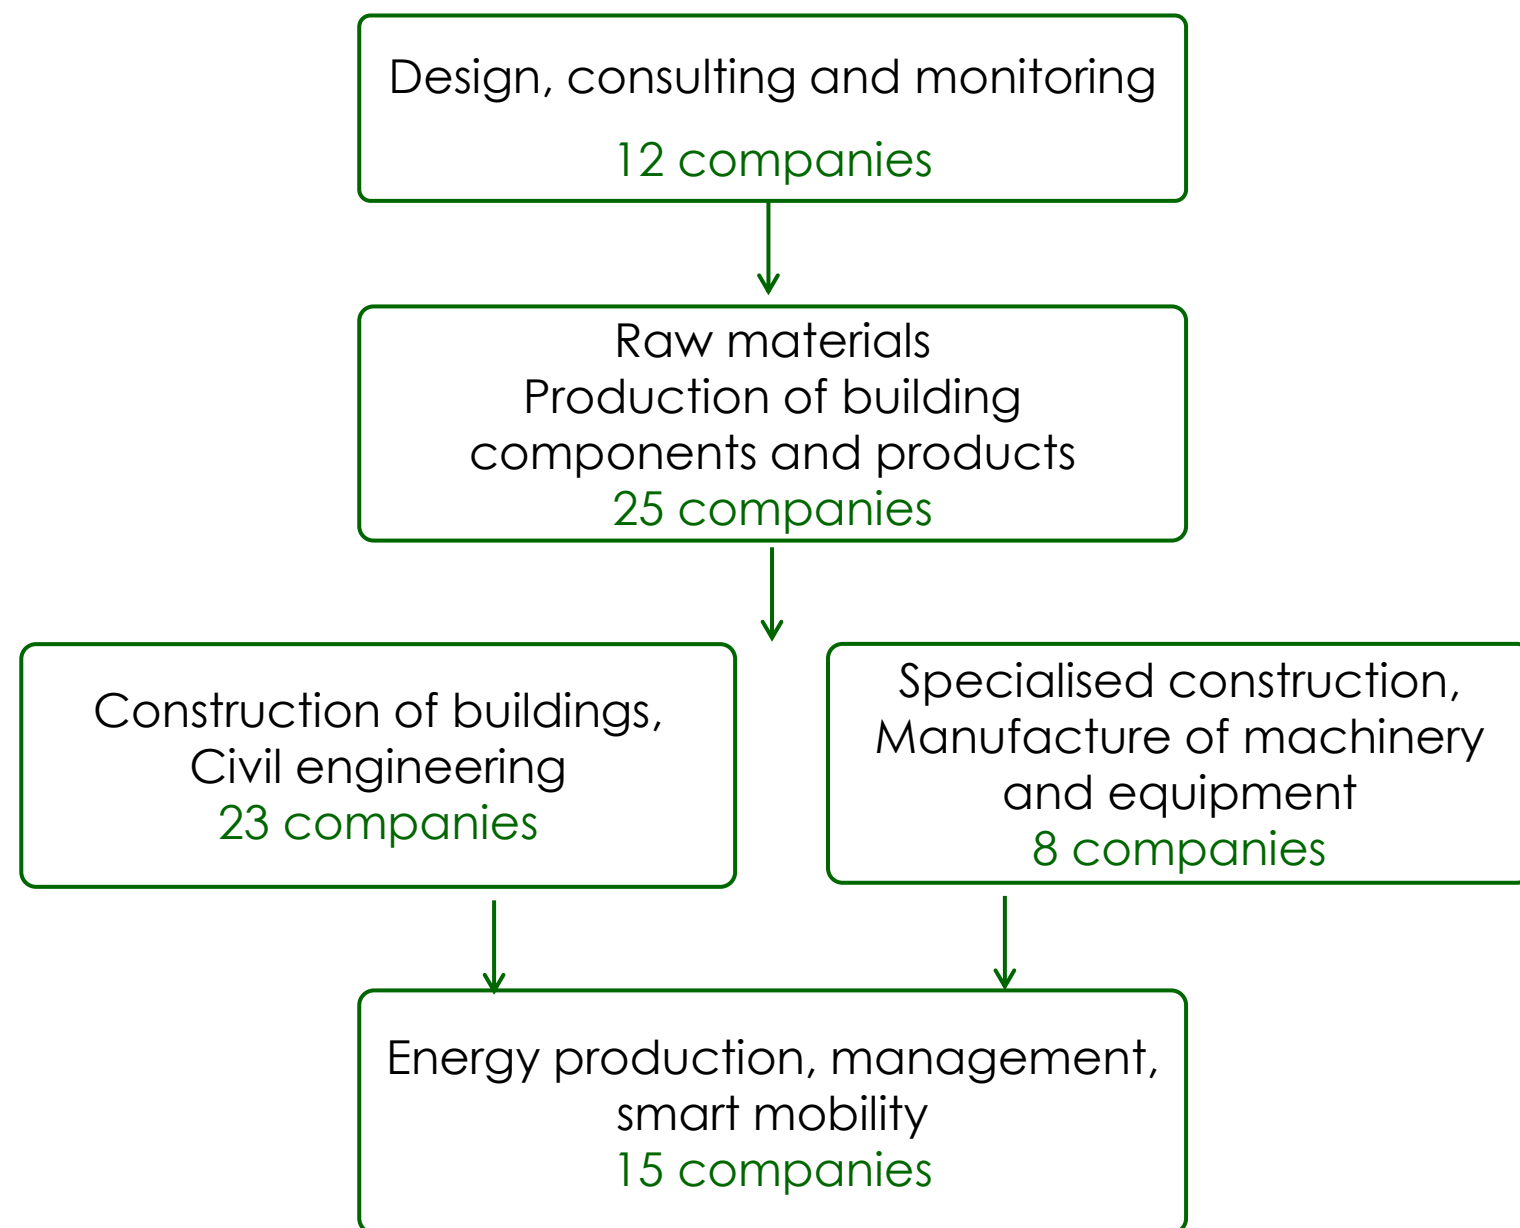 Design, consulting and monitoring
12 companies
Raw materials
Production of building
components and products
25 companies
Construction of buildings,
Civil engineering
23 companies
Specialised construction,
Manufacture of machinery
and equipment
8 companies
Energy production, management,
smart mobility
15 companies